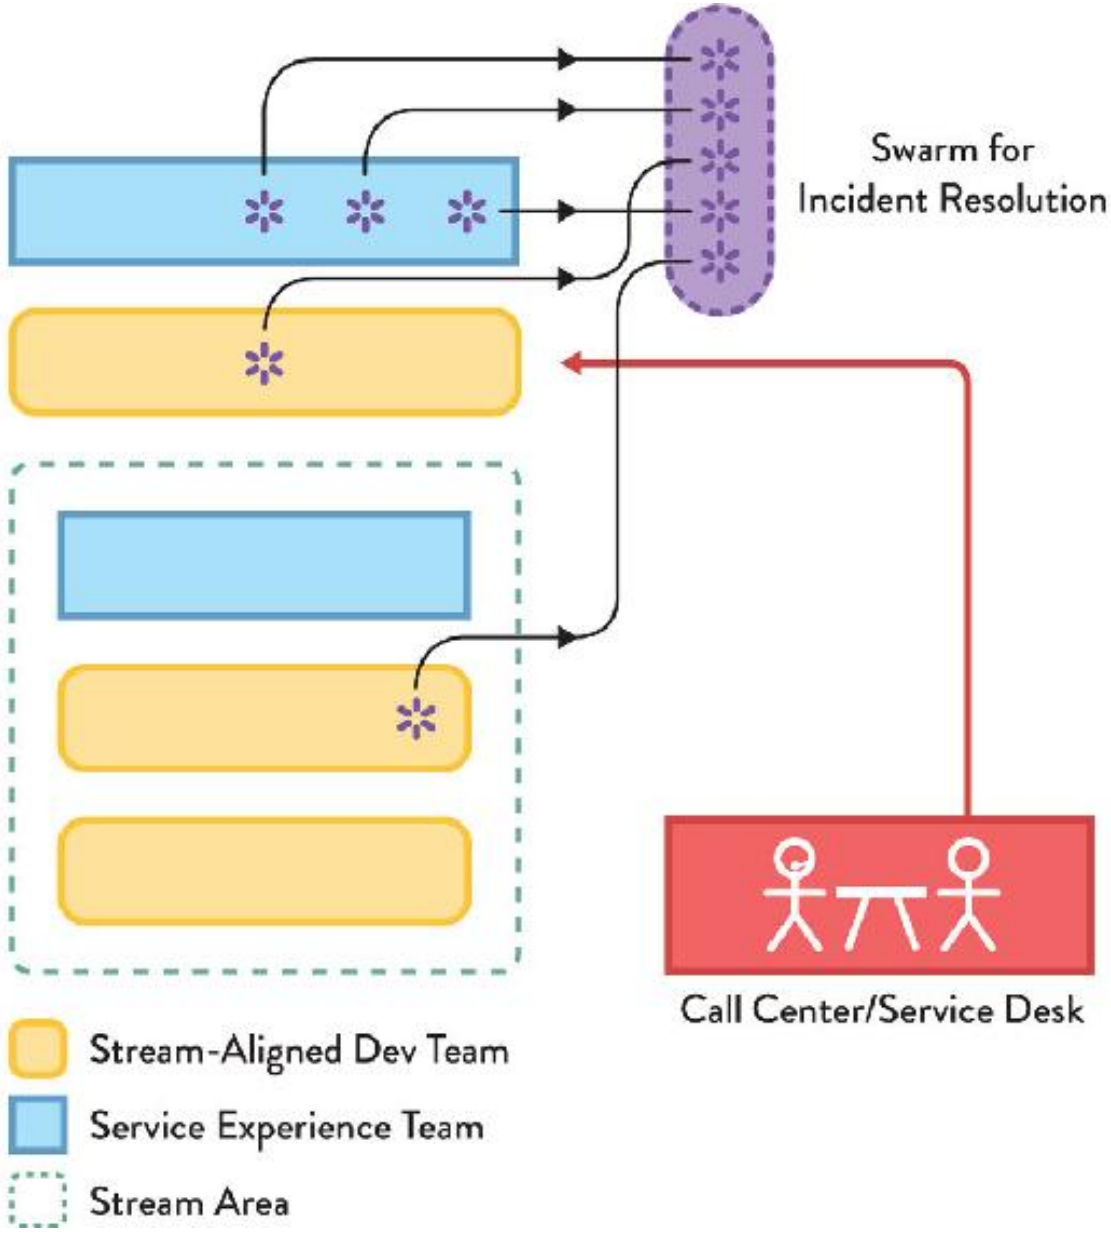 Swarm for
Incident Resolution
Call Center/Service Desk
Stream-Aligned Dev Team
Service Experience Team
Stream Area